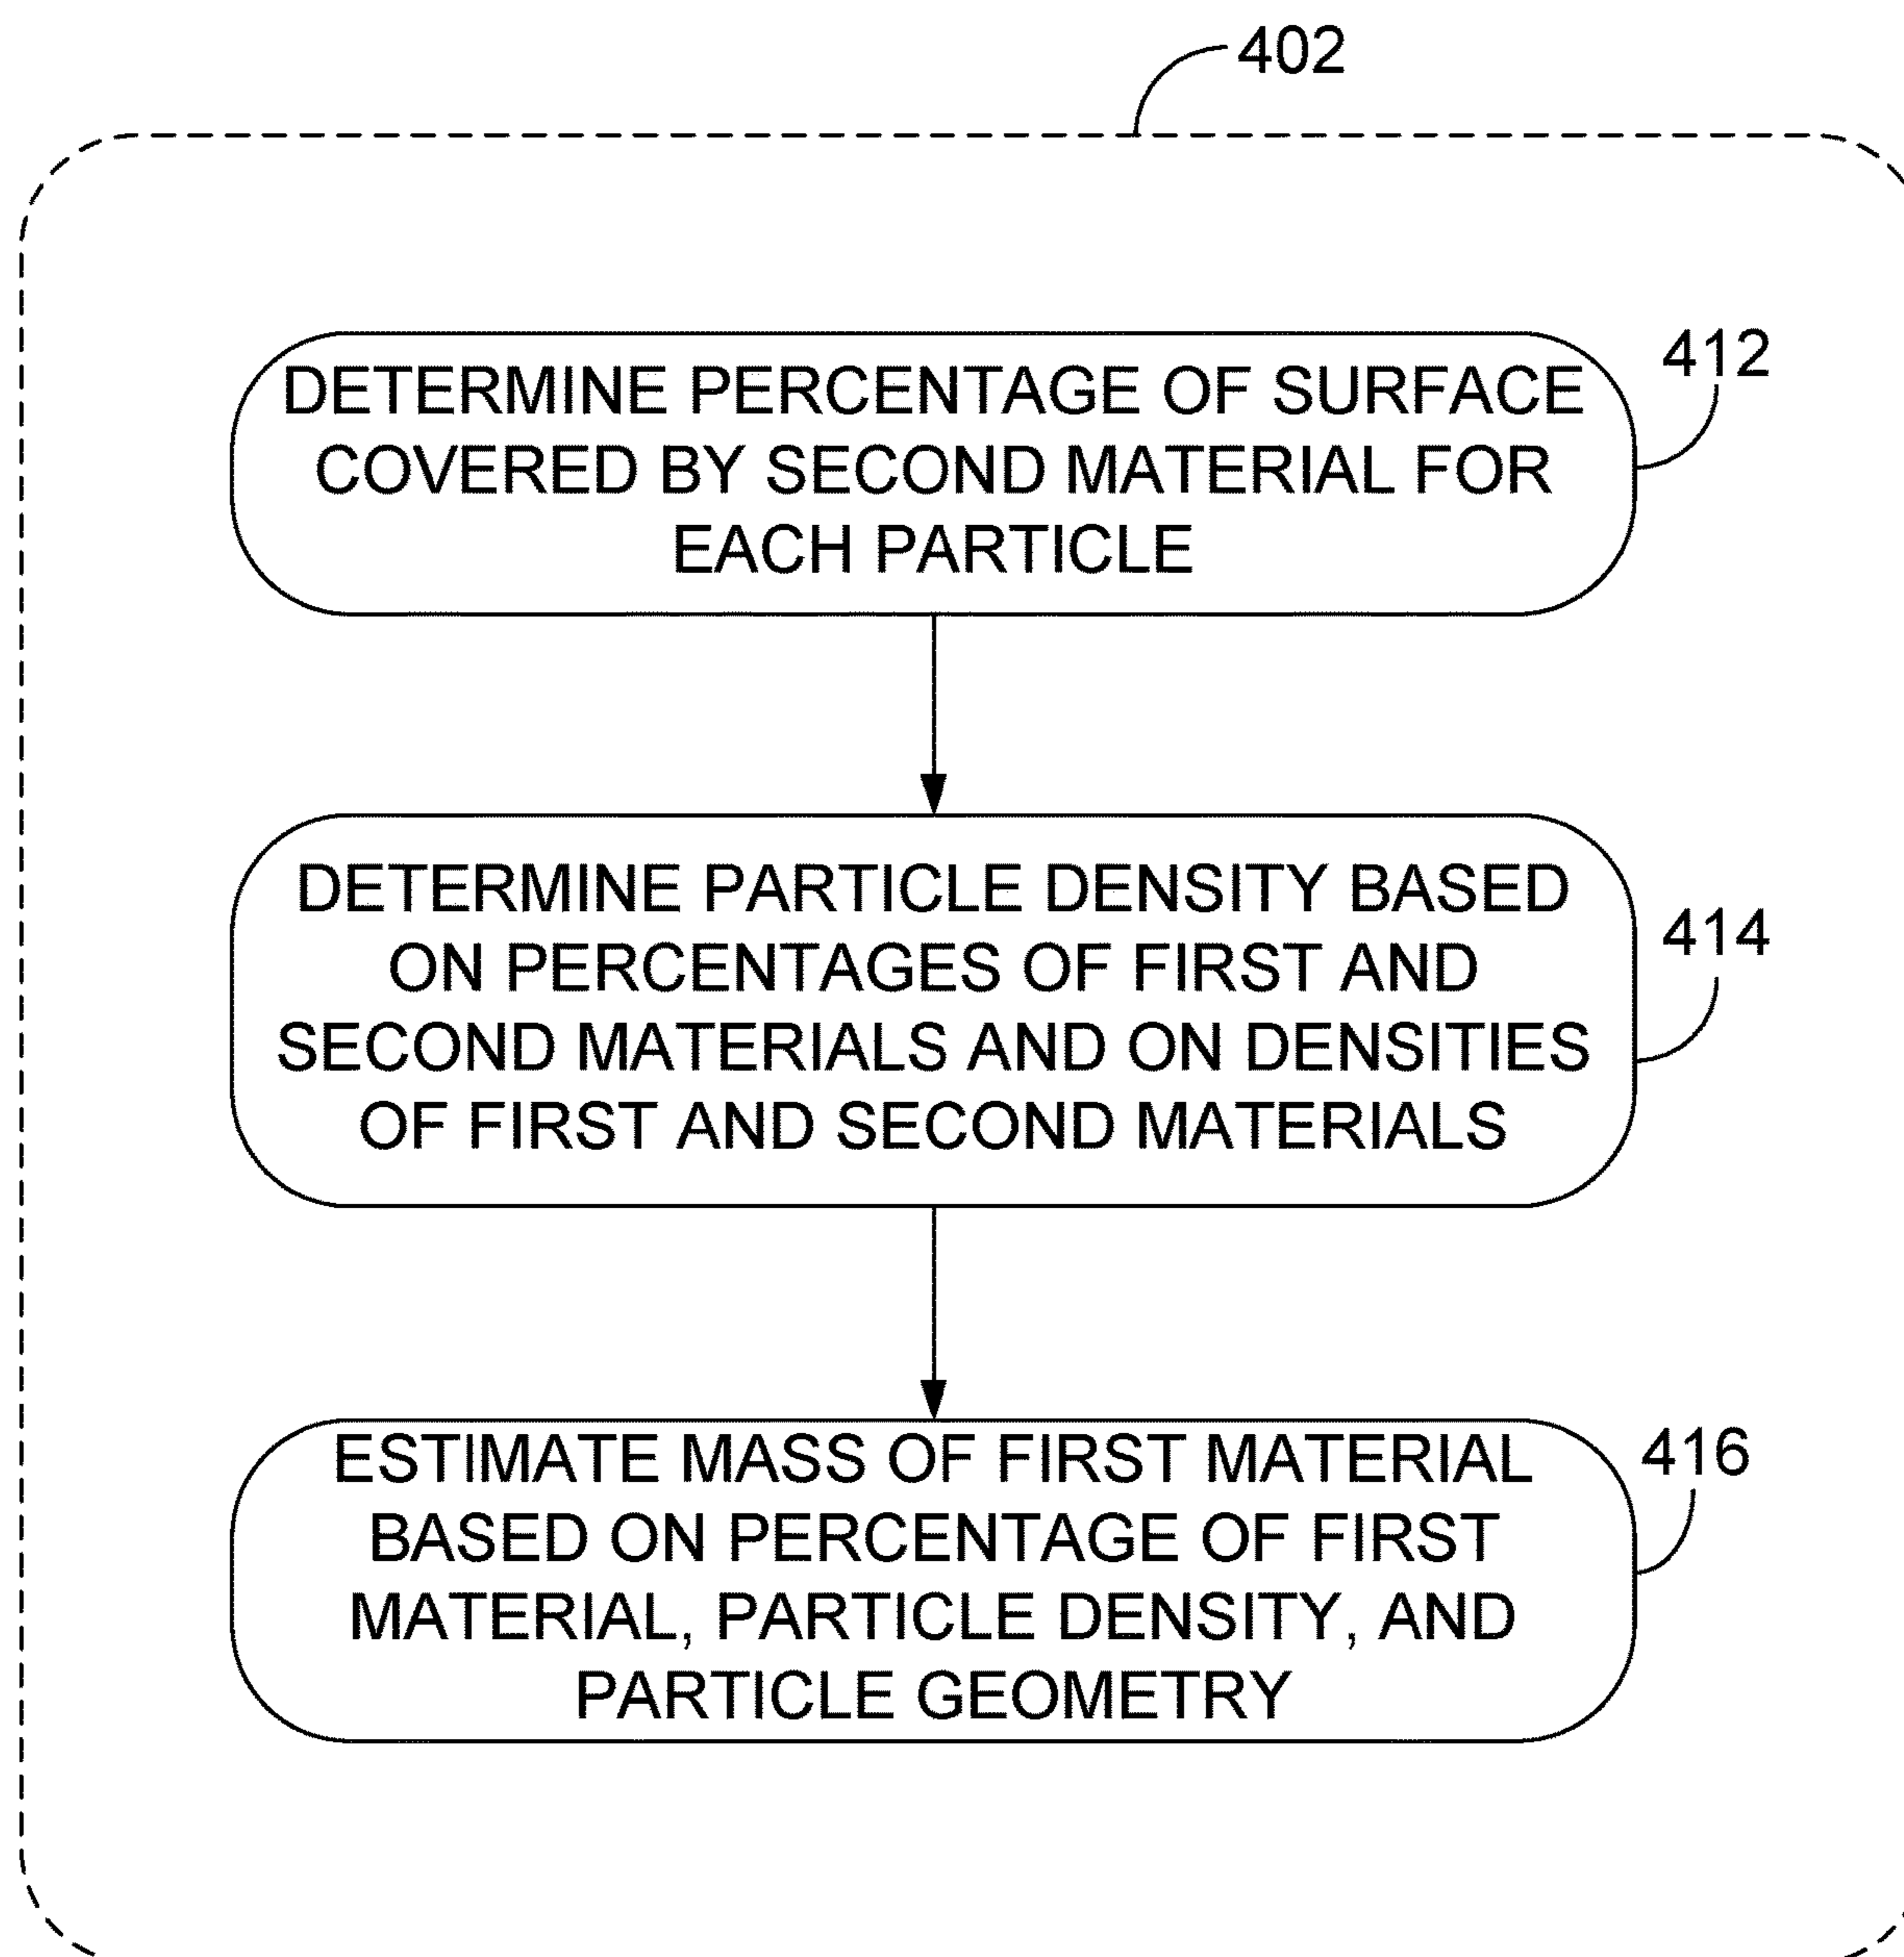 402
DETERMINE PERCENTAGE OF SURFACE
COVERED BY SECOND MATERIAL FOR
EACH PARTICLE
412
DETERMINE PARTICLE DENSITY BASED
ON PERCENTAGES OF FIRST AND
SECOND MATERIALS AND ON DENSITIES
OF FIRST AND SECOND MATERIALS
414
ESTIMATE MASS OF FIRST MATERIAL
BASED ON PERCENTAGE OF FIRST
MATERIAL, PARTICLE DENSITY, AND
PARTICLE GEOMETRY
416